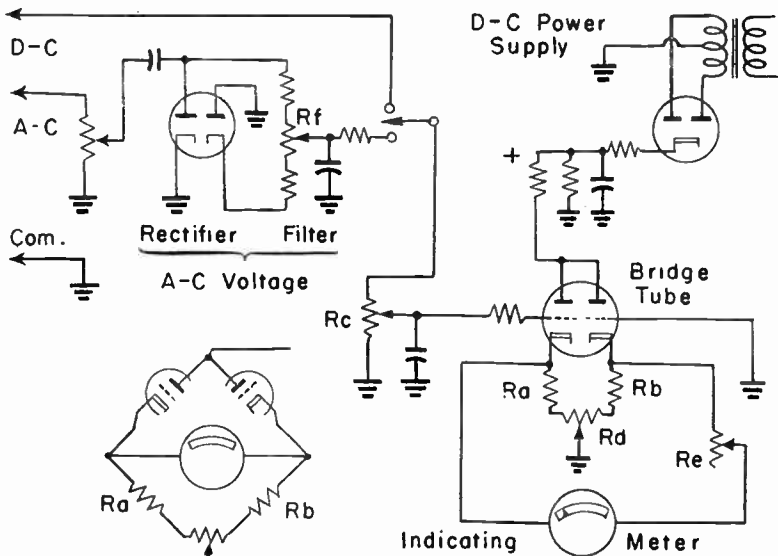 D-C Power
Supply
D-C
A-C
Rf
+
Com.
Rectifier Filter
A-C Voltage
Bridge
Tube
Rc
Ra Rb
Rd
Re
Ra Rb
Indicating Meter